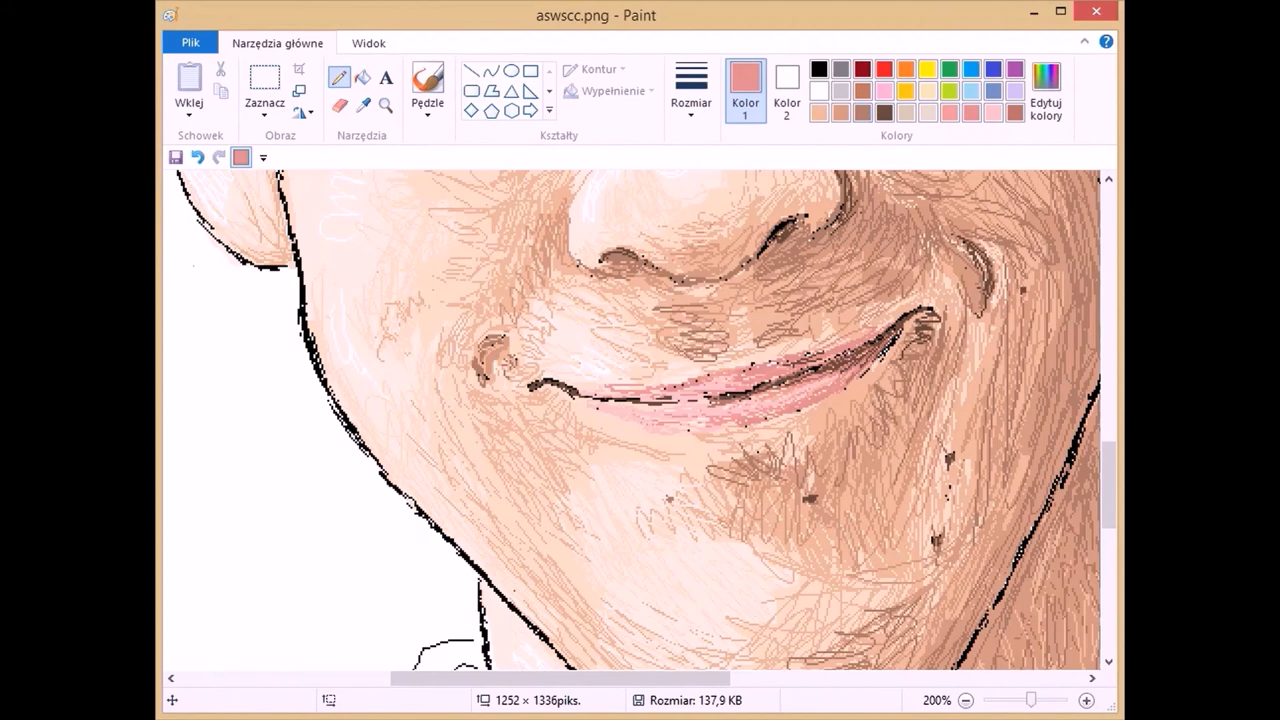 aswscc.png - Paint
Plik Narzędzia główne Widok
Wklej
Zaznacz
A
Pędzle
Kontur
Wypełnienie
Rozmiar
Kolor 1
Kolor 2
Edytuj kolory
Schowek Obraz Narzędzia Kształty Kolory
1252 × 1336piks. Rozmiar: 137,9 KB 200%